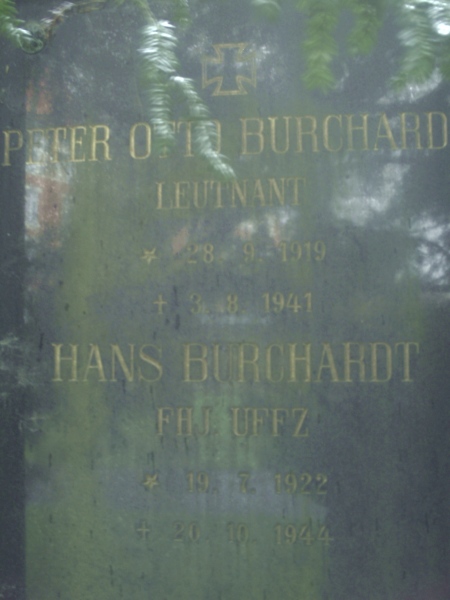 PETER OTTO BURCHARD
LEUTNANT
* 28. 9. 1919
† 3. 8. 1941
HANS BURCHARDT
FHJ. UFFZ
* 19. 7. 1922
† 20. 10. 1944